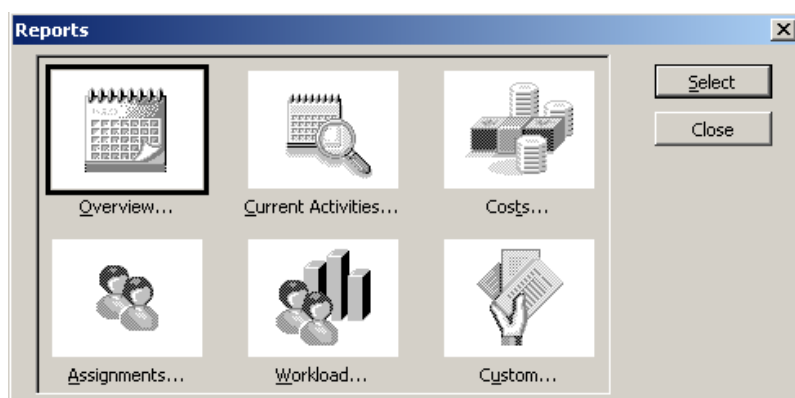 Reports
Select
Close
Overview...
Current Activities...
Costs...
Assignments...
Workload...
Custom...